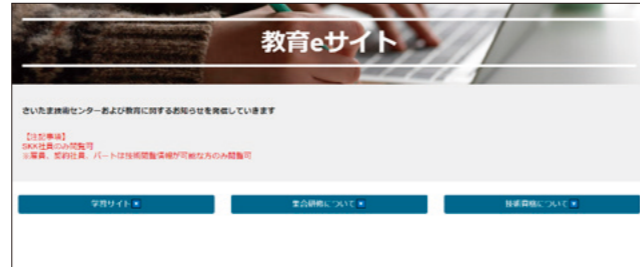 教育eサイト
さいたま技術センターおよび教育に関するお知らせを発信していきます
【注記事項】
SKK社員のみ閲覧可
※雇員、契約社員、パートは技術閲覧情報が可能な方のみ閲覧可
学習サイト
集合研修について
技術資格について